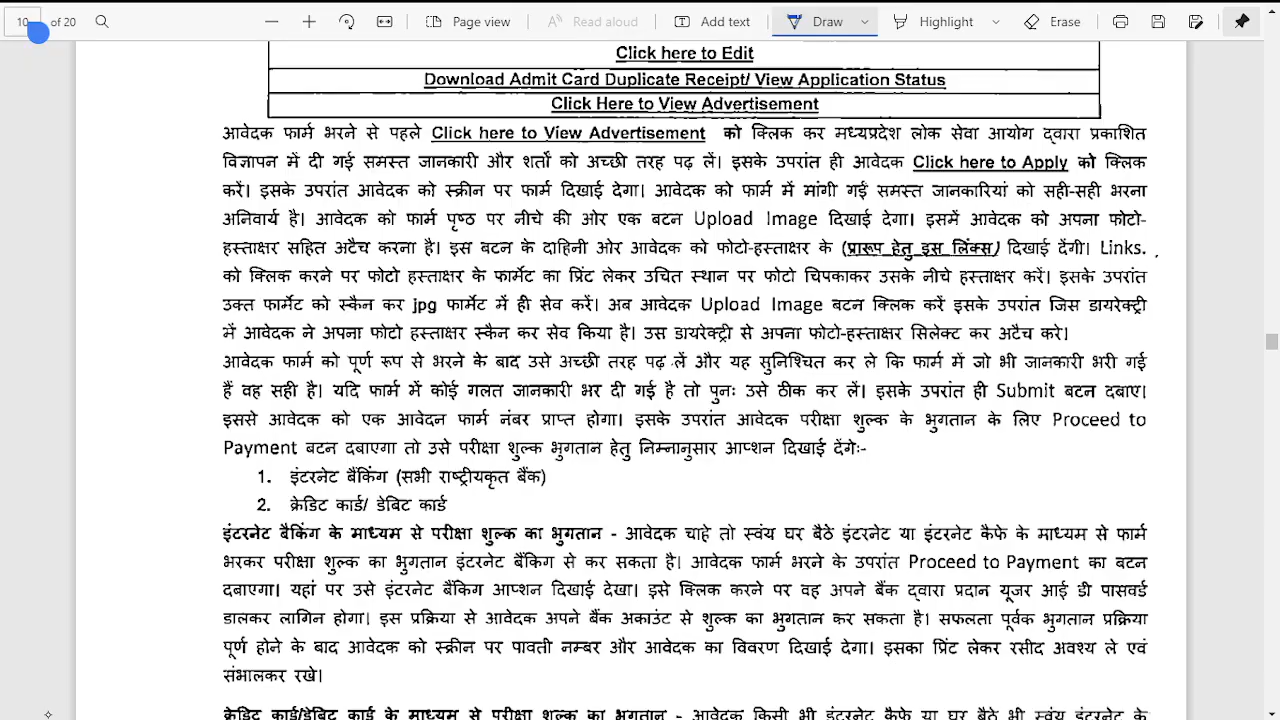 10 of 20 Page view Read aloud Add text Draw Highlight Erase
Click here to Edit
Download Admit Card Duplicate Receipt/ View Application Status
Click Here to View Advertisement
आवेदक फार्म भरने से पहले Click here to View Advertisement को क्लिक कर मध्यप्रदेश लोक सेवा आयोग द्वारा प्रकाशित
विज्ञापन में दी गई समस्त जानकारी और शर्तो को अच्छी तरह पढ़ लें। इसके उपरांत ही आवेदक Click here to Apply को क्लिक
करें। इसके उपरांत आवेदक को स्क्रीन पर फार्म दिखाई देगा। आवेदक को फार्म में मांगी गई समस्त जानकारियां को सही-सही भरना
अनिवार्य है। आवेदक को फार्म पृष्ठ पर नीचे की ओर एक बटन Upload Image दिखाई देगा। इसमें आवेदक को अपना फोटो-
हस्ताक्षर सहित अटैच करना है। इस बटन के दाहिनी ओर आवेदक को फोटो-हस्ताक्षर के (प्रारूप हेतु इस लिंक्स) दिखाई देंगी। Links.
को क्लिक करने पर फोटो हस्ताक्षर के फार्मेट का प्रिंट लेकर उचित स्थान पर फोटो चिपकाकर उसके नीचे हस्ताक्षर करें। इसके उपरांत
उक्त फार्मेट को स्कैन कर jpg फार्मेट में ही सेव करें। अब आवेदक Upload Image बटन क्लिक करें इसके उपरांत जिस डायरेक्ट्री
में आवेदक ने अपना फोटो हस्ताक्षर स्कैन कर सेव किया है। उस डायरेक्ट्री से अपना फोटो-हस्ताक्षर सिलेक्ट कर अटैच करे।
आवेदक फार्म को पूर्ण रूप से भरने के बाद उसे अच्छी तरह पढ़ लें और यह सुनिश्चित कर ले कि फार्म में जो भी जानकारी भरी गई
हैं वह सही है। यदि फार्म में कोई गलत जानकारी भर दी गई है तो पुनः उसे ठीक कर लें। इसके उपरांत ही Submit बटन दबाए।
इससे आवेदक को एक आवेदन फार्म नंबर प्राप्त होगा। इसके उपरांत आवेदक परीक्षा शुल्क के भुगतान के लिए Proceed to
Payment बटन दबाएगा तो उसे परीक्षा शुल्क भुगतान हेतु निम्नानुसार आप्शन दिखाई देंगेः-
1. इंटरनेट बैंकिंग (सभी राष्ट्रीयकृत बैंक)
2. क्रेडिट कार्ड/ डेबिट कार्ड
इंटरनेट बैकिंग के माध्यम से परीक्षा शुल्क का भुगतान - आवेदक चाहे तो स्वंय घर बैठे इंटरनेट या इंटरनेट कैफे के माध्यम से फार्म
भरकर परीक्षा शुल्क का भुगतान इंटरनेट बैंकिंग से कर सकता है। आवेदक फार्म भरने के उपरांत Proceed to Payment का बटन
दबाएगा। यहां पर उसे इंटरनेट बैंकिंग आप्शन दिखाई देखा। इसे क्लिक करने पर वह अपने बैंक द्वारा प्रदान यूजर आई डी पासवर्ड
डालकर लागिन होगा। इस प्रक्रिया से आवेदक अपने बैंक अकाउंट से शुल्क का भुगतान कर सकता है। सफलता पूर्वक भुगतान प्रक्रिया
पूर्ण होने के बाद आवेदक को स्क्रीन पर पावती नम्बर और आवेदक का विवरण दिखाई देगा। इसका प्रिंट लेकर रसीद अवश्य ले एवं
संभालकर रखे।
क्रेडिट कार्ड/डेबिट कार्ड के माध्यम से परीक्षा शुल्क का भुगतान - आवेदक किसी भी इंटरनेट कैफे या घर बैठे भी स्वंय इंटरनेट के